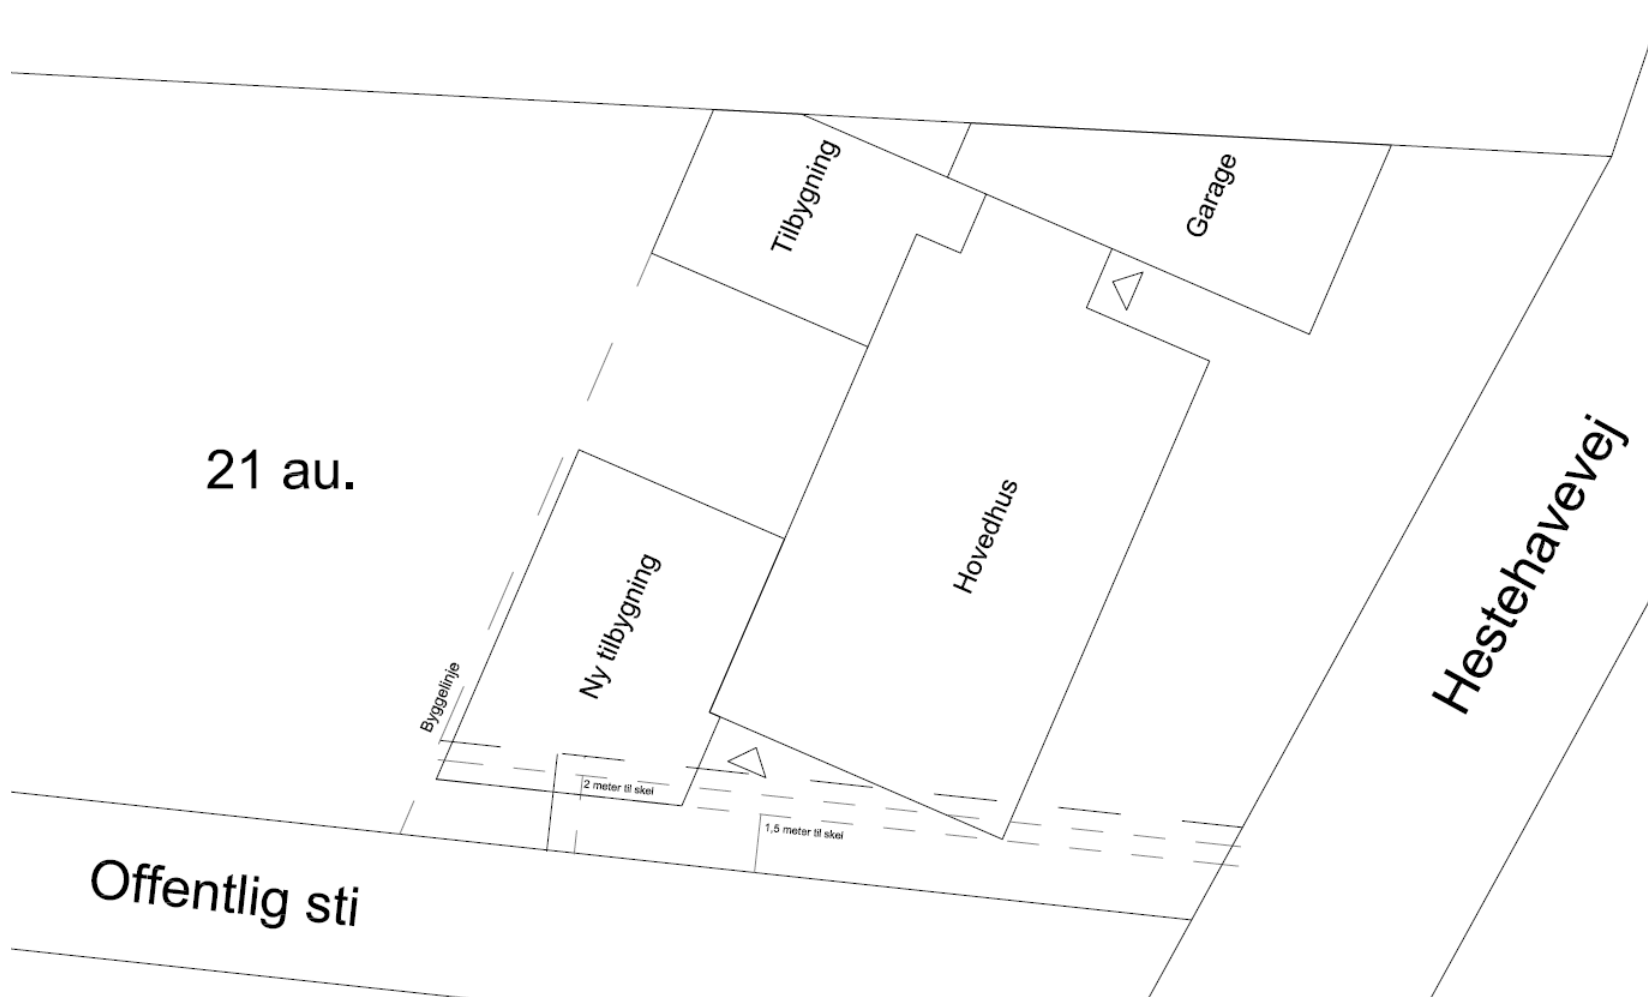 Tilbygning
Garage
21 au.
Hovedhus
Hestehavevej
Ny tilbygning
Byggelinje
2 meter til skel
1,5 meter til skel
Offentlig sti